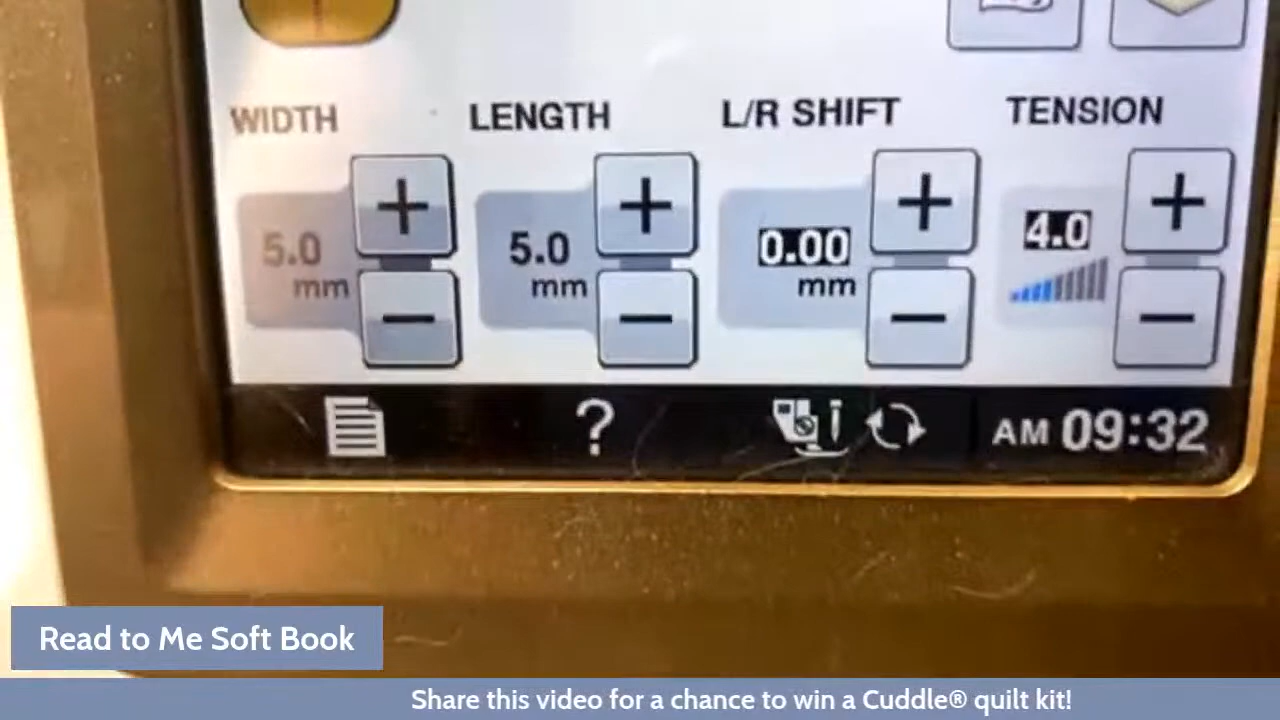 WIDTH LENGTH L/R SHIFT TENSION
5.0 mm 5.0 mm 0.00 mm 4.0
? AM 09:32
Read to Me Soft Book
Share this video for a chance to win a Cuddle® quilt kit!